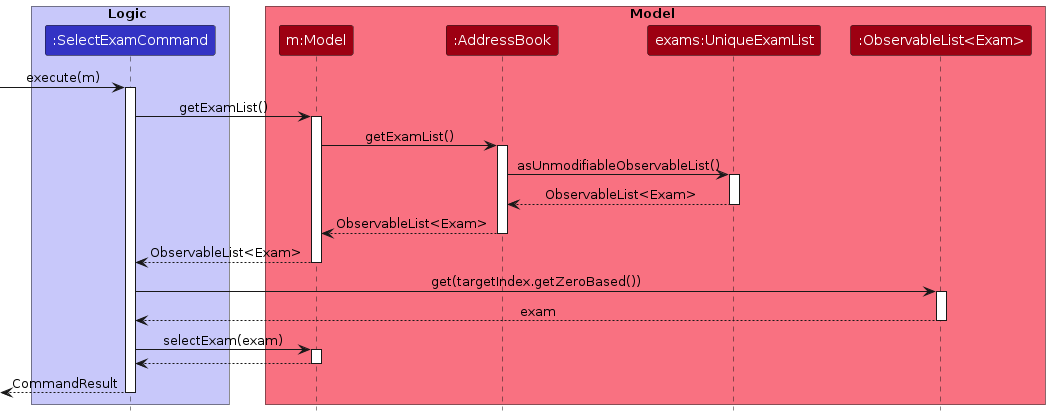 Logic
Model
:SelectExamCommand
m:Model
:AddressBook
exams:UniqueExamList
:ObservableList<Exam>
execute(m)
getExamList()
getExamList()
asUnmodifiableObservableList()
ObservableList<Exam>
ObservableList<Exam>
ObservableList<Exam>
get(targetIndex.getZeroBased())
exam
selectExam(exam)
CommandResult